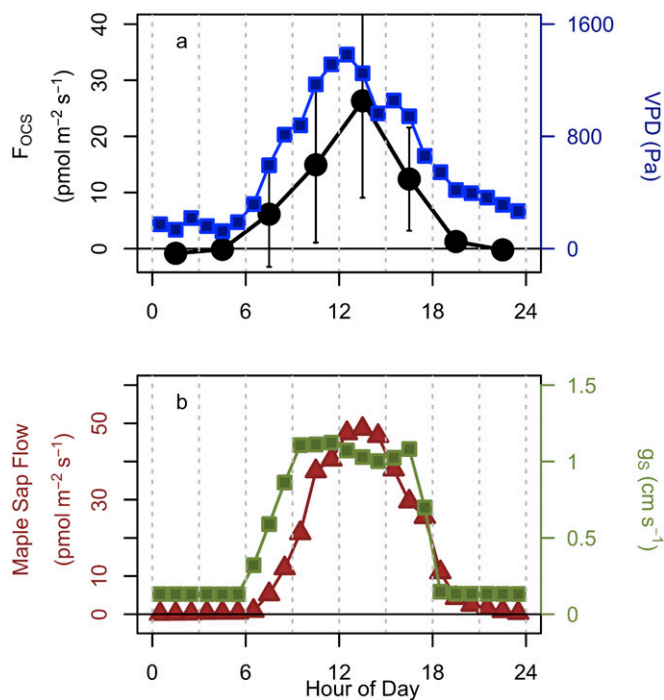 a
40
30
20
10
0
F_OCS
(pmol m⁻² s⁻¹)
1600
800
0
VPD
(Pa)
0 6 12 18 24
b
50
30
10
0
Maple Sap Flow
(pmol m⁻² s⁻¹)
1.5
1
0.5
0
gs (cm s⁻¹)
0 6 12 18 24
Hour of Day